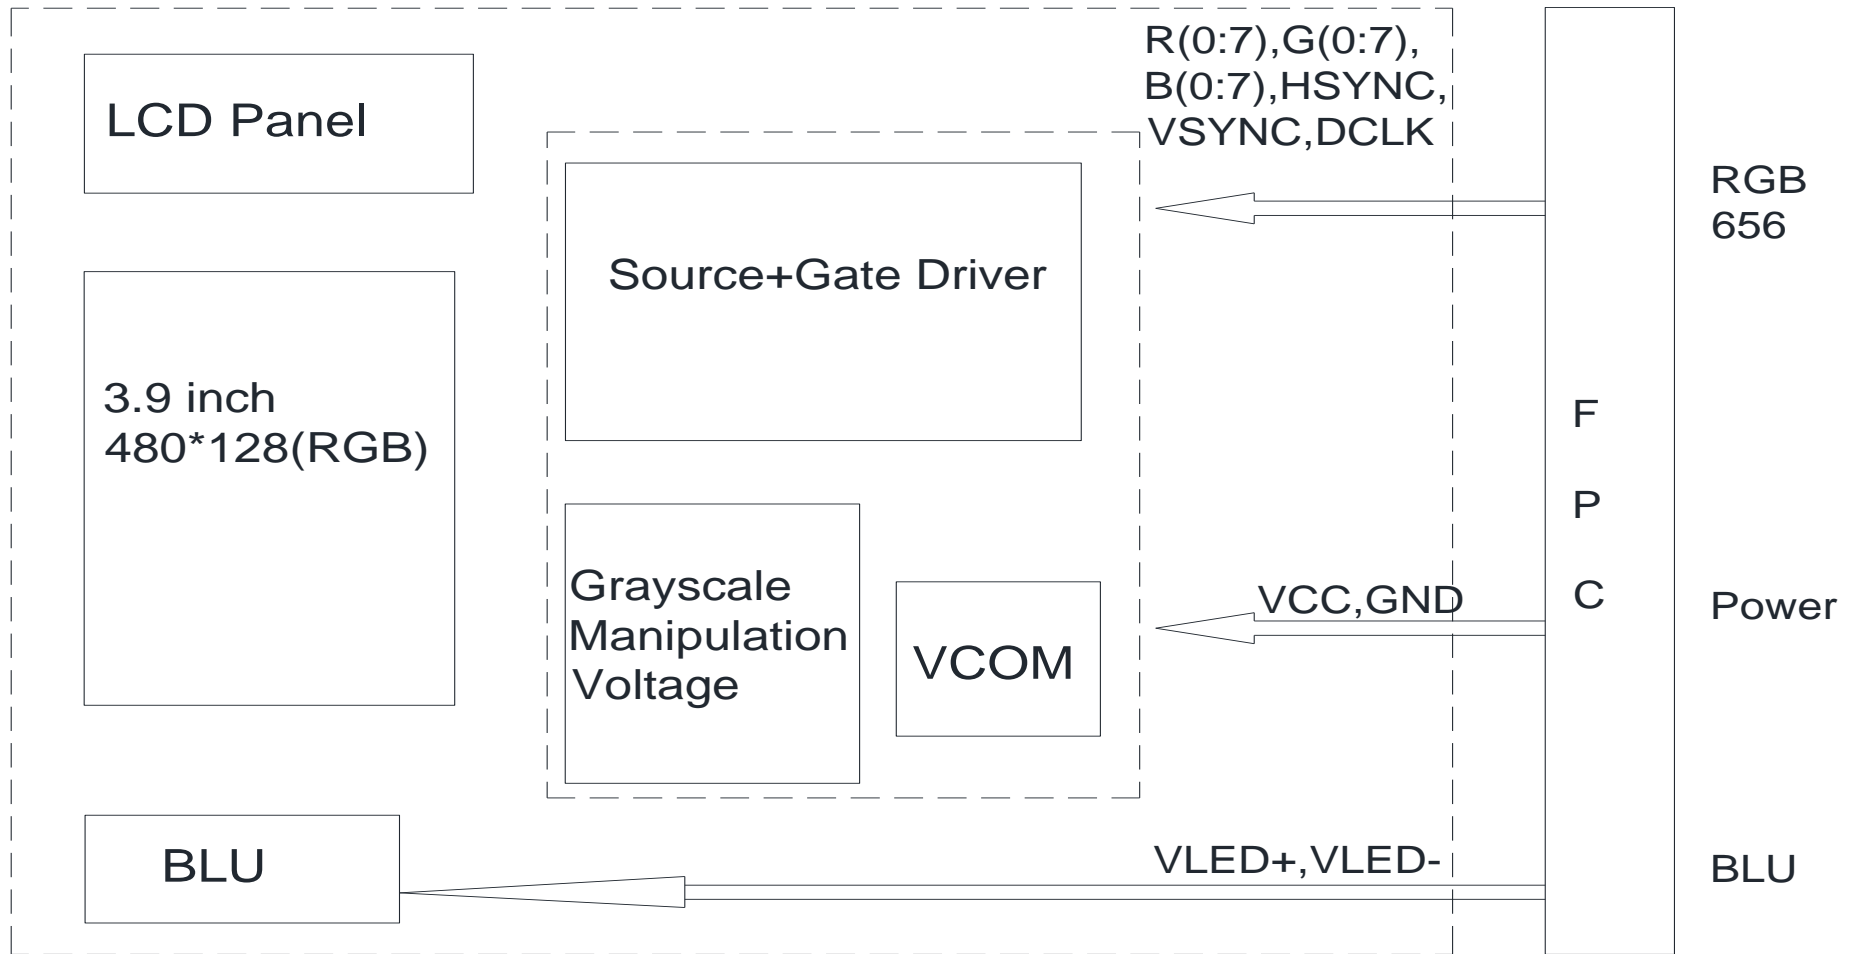 LCD Panel
3.9 inch
480*128(RGB)
BLU
Source+Gate Driver
Grayscale
Manipulation
Voltage
VCOM
R(0:7),G(0:7),
B(0:7),HSYNC,
VSYNC,DCLK
VCC,GND
VLED+,VLED-
F
P
C
RGB
656
Power
BLU